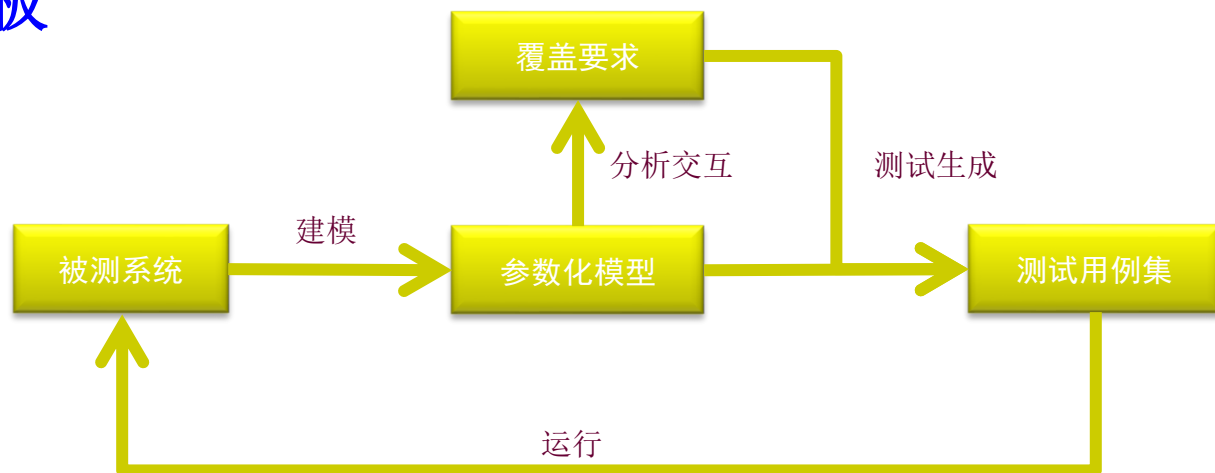 板
覆盖要求
分析交互
测试生成
建模
被测系统
参数化模型
测试用例集
运行